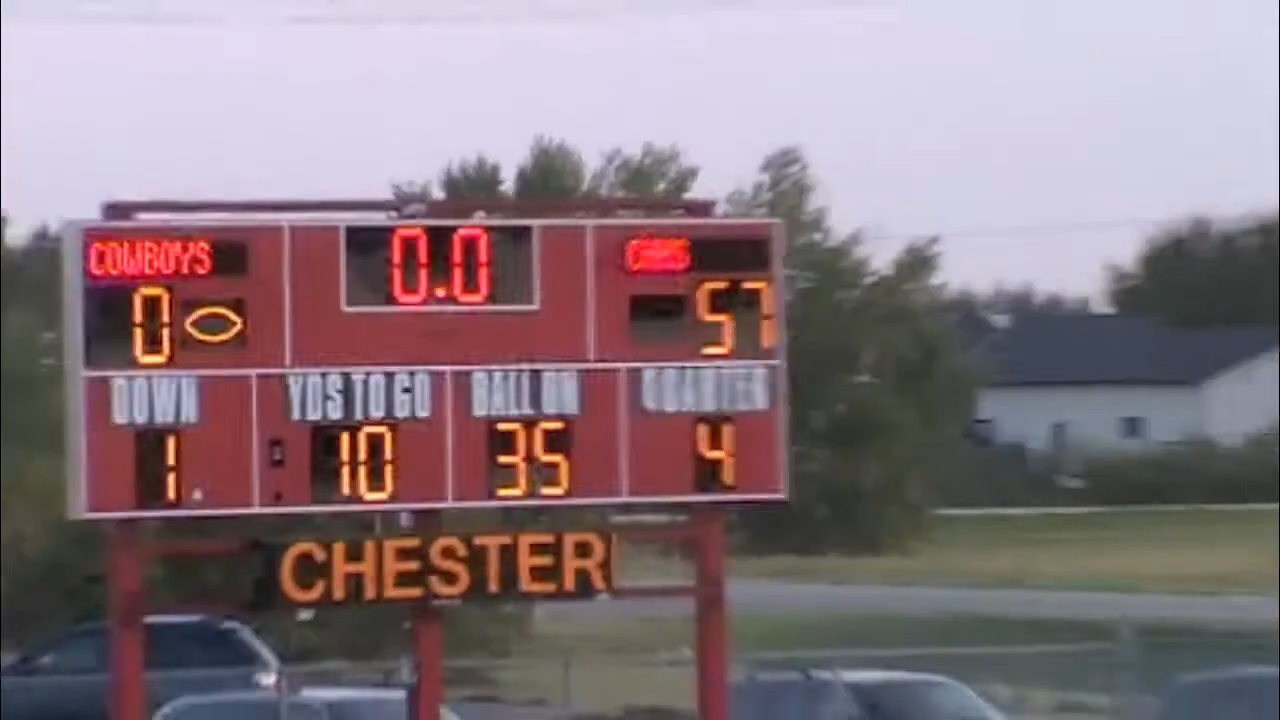 COWBOYS 0.0
0 57
DOWN YDS TO GO BALL ON QUARTER
1 10 35 4
CHESTER